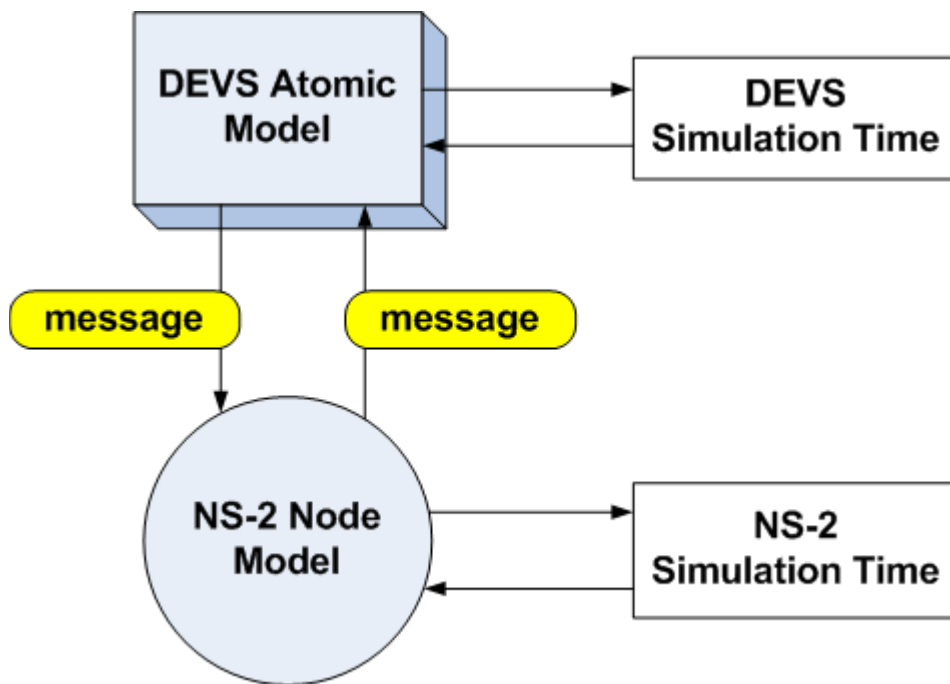 DEVS Atomic
Model
DEVS
Simulation Time
message
message
NS-2 Node
Model
NS-2
Simulation Time